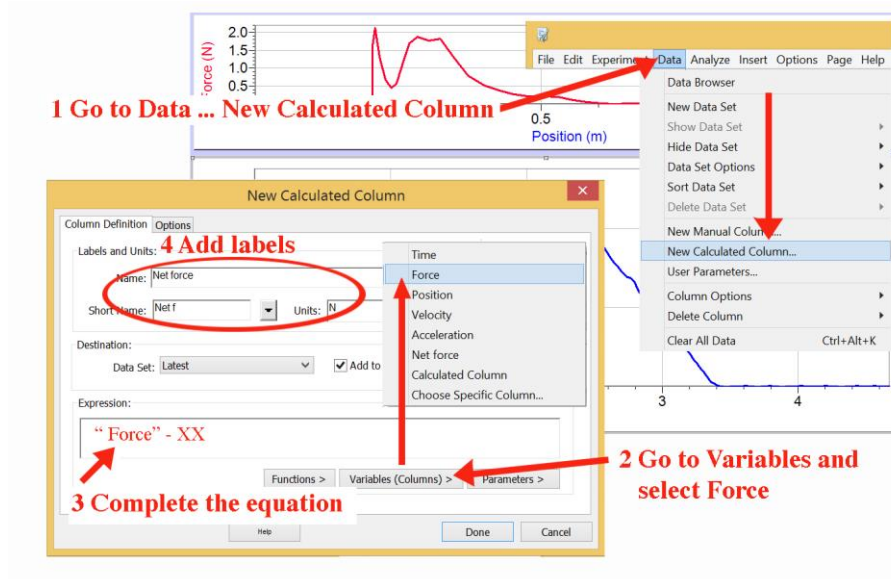 2.0
1.5
1.0
0.5
Force (N)
0.5
Position (m)
File Edit Experiment Data Analyze Insert Options Page Help
1 Go to Data ... New Calculated Column
Data Browser
New Data Set
Show Data Set
Hide Data Set
Data Set Options
Sort Data Set
Delete Data Set
New Manual Column...
New Calculated Column...
User Parameters...
Column Options
Delete Column
Clear All Data Ctrl+Alt+K
3 4
New Calculated Column
Column Definition Options
Labels and Units:
4 Add labels
Name: Net force
Short Name: Net f Units: N
Destination:
Data Set: Latest Add to
Time
Force
Position
Velocity
Acceleration
Net force
Calculated Column
Choose Specific Column...
Expression:
“ Force” - XX
Functions > Variables (Columns) > Parameters >
3 Complete the equation
2 Go to Variables and
select Force
Help Done Cancel